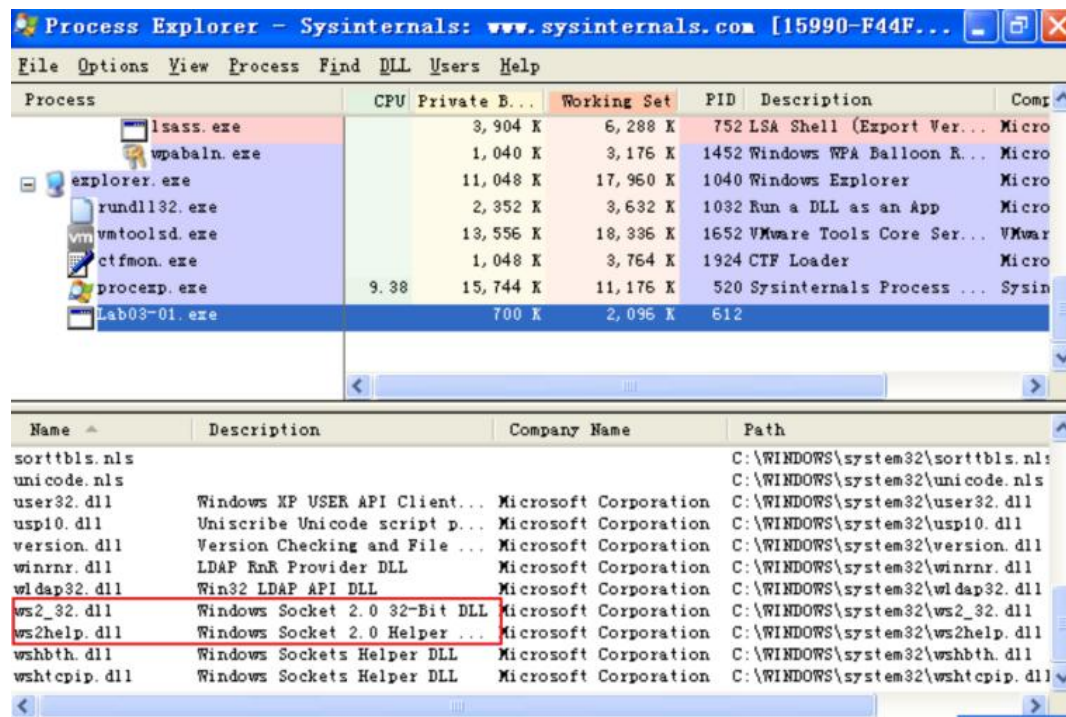 Process Explorer - Sysinternals: www.sysinternals.com [15990-F44F...
File Options View Process Find DLL Users Help
Process CPU Private B... Working Set PID Description Comp
lsass.exe 3,904 K 6,288 K 752 LSA Shell (Export Ver... Micro
wpabaln.exe 1,040 K 3,176 K 1452 Windows WPA Balloon R... Micro
explorer.exe 11,048 K 17,960 K 1040 Windows Explorer Micro
rundll32.exe 2,352 K 3,632 K 1032 Run a DLL as an App Micro
vm vmtoolsd.exe 13,556 K 18,336 K 1652 VMware Tools Core Ser... VMwar
ctfmon.exe 1,048 K 3,764 K 1924 CTF Loader Micro
procexp.exe 9.38 15,744 K 11,176 K 520 Sysinternals Process ... Sysin
Lab03-01.exe 700 K 2,096 K 612
Name Description Company Name Path
sorttbls.nls C:\WINDOWS\system32\sorttbls.nls
unicode.nls C:\WINDOWS\system32\unicode.nls
user32.dll Windows XP USER API Client... Microsoft Corporation C:\WINDOWS\system32\user32.dll
usp10.dll Uniscribe Unicode script p... Microsoft Corporation C:\WINDOWS\system32\usp10.dll
version.dll Version Checking and File ... Microsoft Corporation C:\WINDOWS\system32\version.dll
winrnr.dll LDAP RnR Provider DLL Microsoft Corporation C:\WINDOWS\system32\winrnr.dll
wldap32.dll Win32 LDAP API DLL Microsoft Corporation C:\WINDOWS\system32\wldap32.dll
ws2_32.dll Windows Socket 2.0 32-Bit DLL Microsoft Corporation C:\WINDOWS\system32\ws2_32.dll
ws2help.dll Windows Socket 2.0 Helper ... Microsoft Corporation C:\WINDOWS\system32\ws2help.dll
wshbth.dll Windows Sockets Helper DLL Microsoft Corporation C:\WINDOWS\system32\wshbth.dll
wshtcpip.dll Windows Sockets Helper DLL Microsoft Corporation C:\WINDOWS\system32\wshtcpip.dll